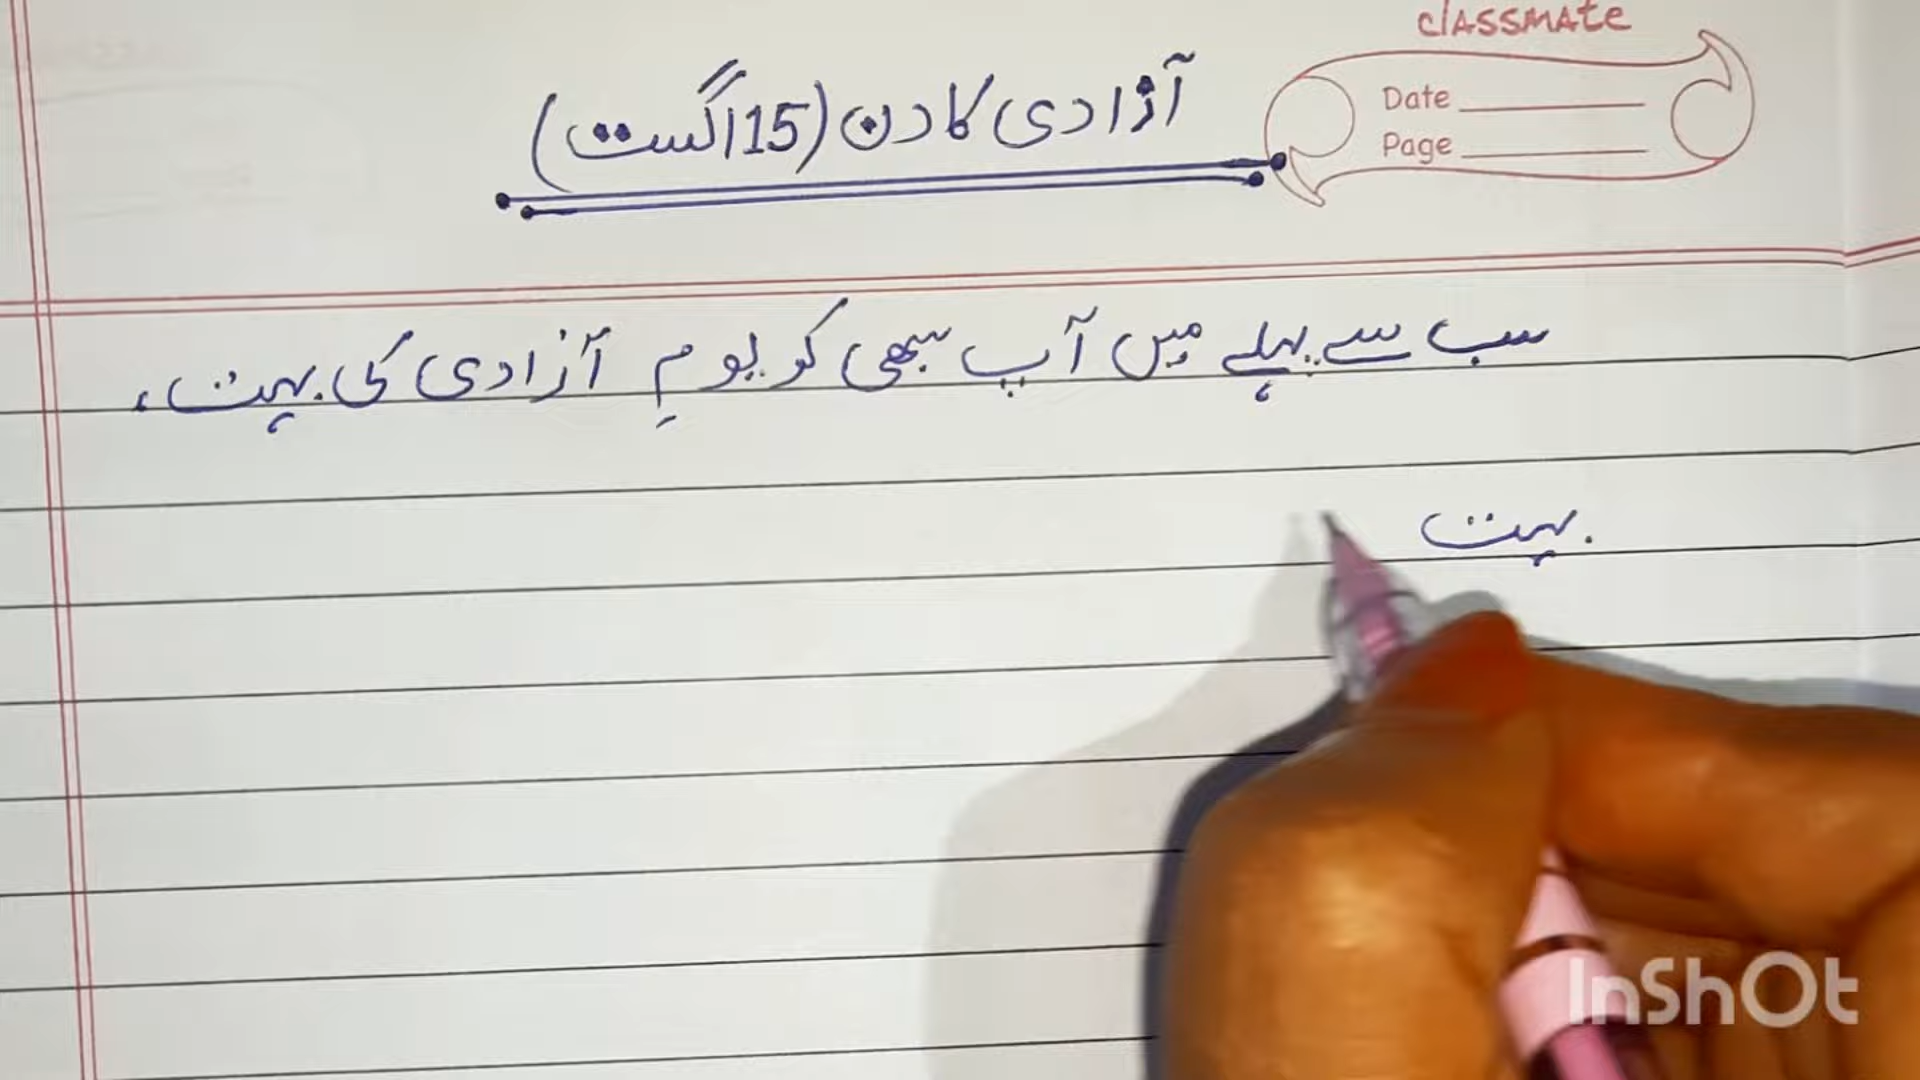 classmate
Date
Page
آزادی کا دن (15 اگست)
سب سے پہلے میں آپ سبھی کو یومِ آزادی کی بہت،
بہت
InShOt